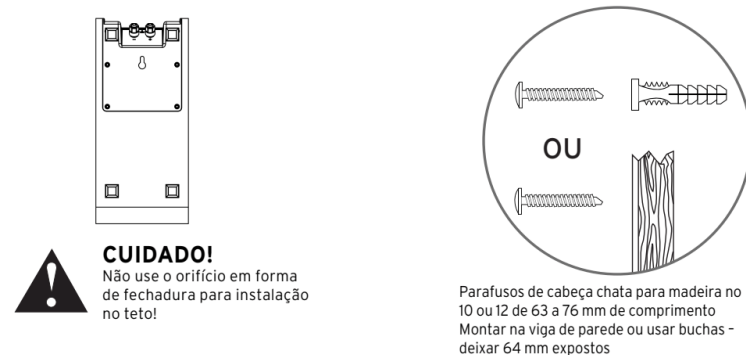 OU
CUIDADO!
Não use o orifício em forma
de fechadura para instalação
no teto!
Parafusos de cabeça chata para madeira no
10 ou 12 de 63 a 76 mm de comprimento
Montar na viga de parede ou usar buchas –
deixar 64 mm expostos